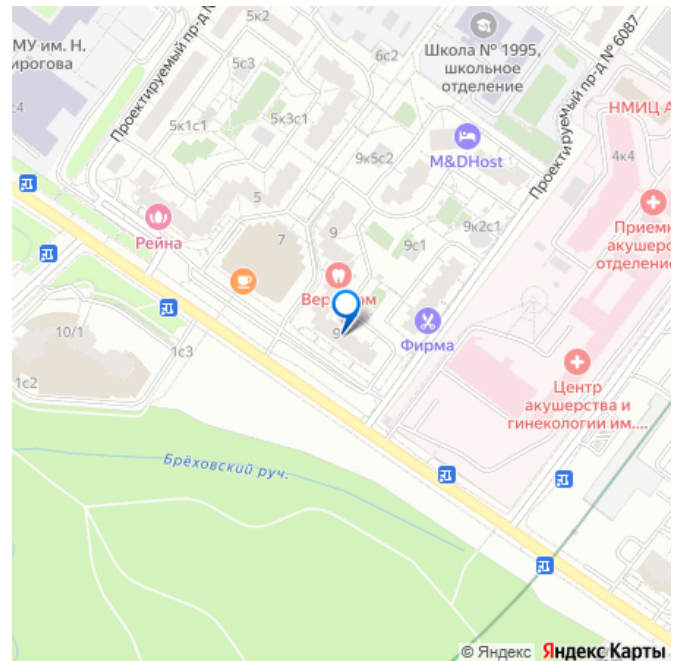 МУ им. Н.
ирогова
5к2
Проектируемый пр-д №
5с3
6с2
Школа № 1995,
школьное
отделение
Проектируемый пр-д № 6087
НМИЦ А
с4
5к1с1
5к3с1
9к5с2
M&DHost
4к4
5
Рейна
7
9
9с1
9к2с1
Приемн
акушерс
отделение
Фирма
10/1
1с3
1с2
9
Центр
акушерства и
гинекологии им....
Брёховский руч.
© Яндекс Яндекс Карты